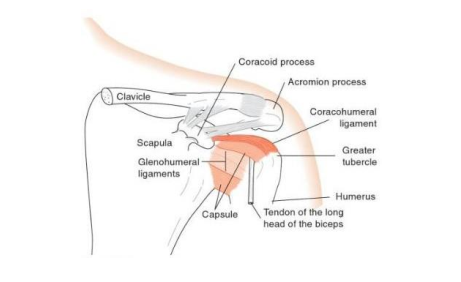 Coracoid process
Acromion process
Clavicle
Coracohumeral
ligament
Scapula
Greater
tubercle
Glenohumeral
ligaments
Humerus
Capsule
Tendon of the long
head of the biceps